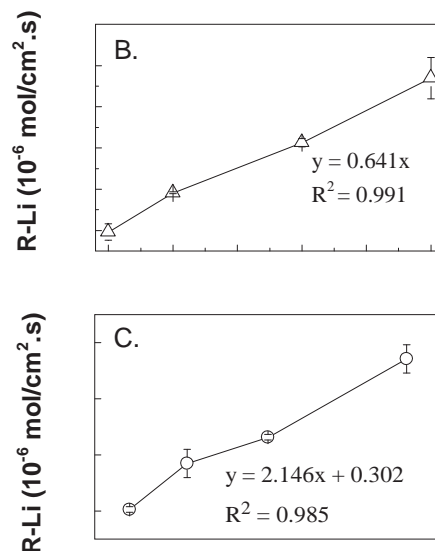 B.
R-Li (10⁻⁶ mol/cm².s)
y = 0.641x
R² = 0.991
C.
R-Li (10⁻⁶ mol/cm².s)
y = 2.146x + 0.302
R² = 0.985